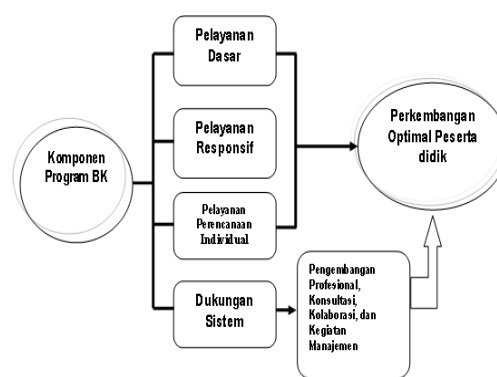 Komponen
Program BK
Pelayanan
Dasar
Pelayanan
Responsif
Pelayanan
Perencanaan
Individual
Dukungan
Sistem
Pengembangan
Profesional,
Konsultasi,
Kolaborasi, dan
Kegiatan
Manajemen
Perkembangan
Optimal Peserta
didik